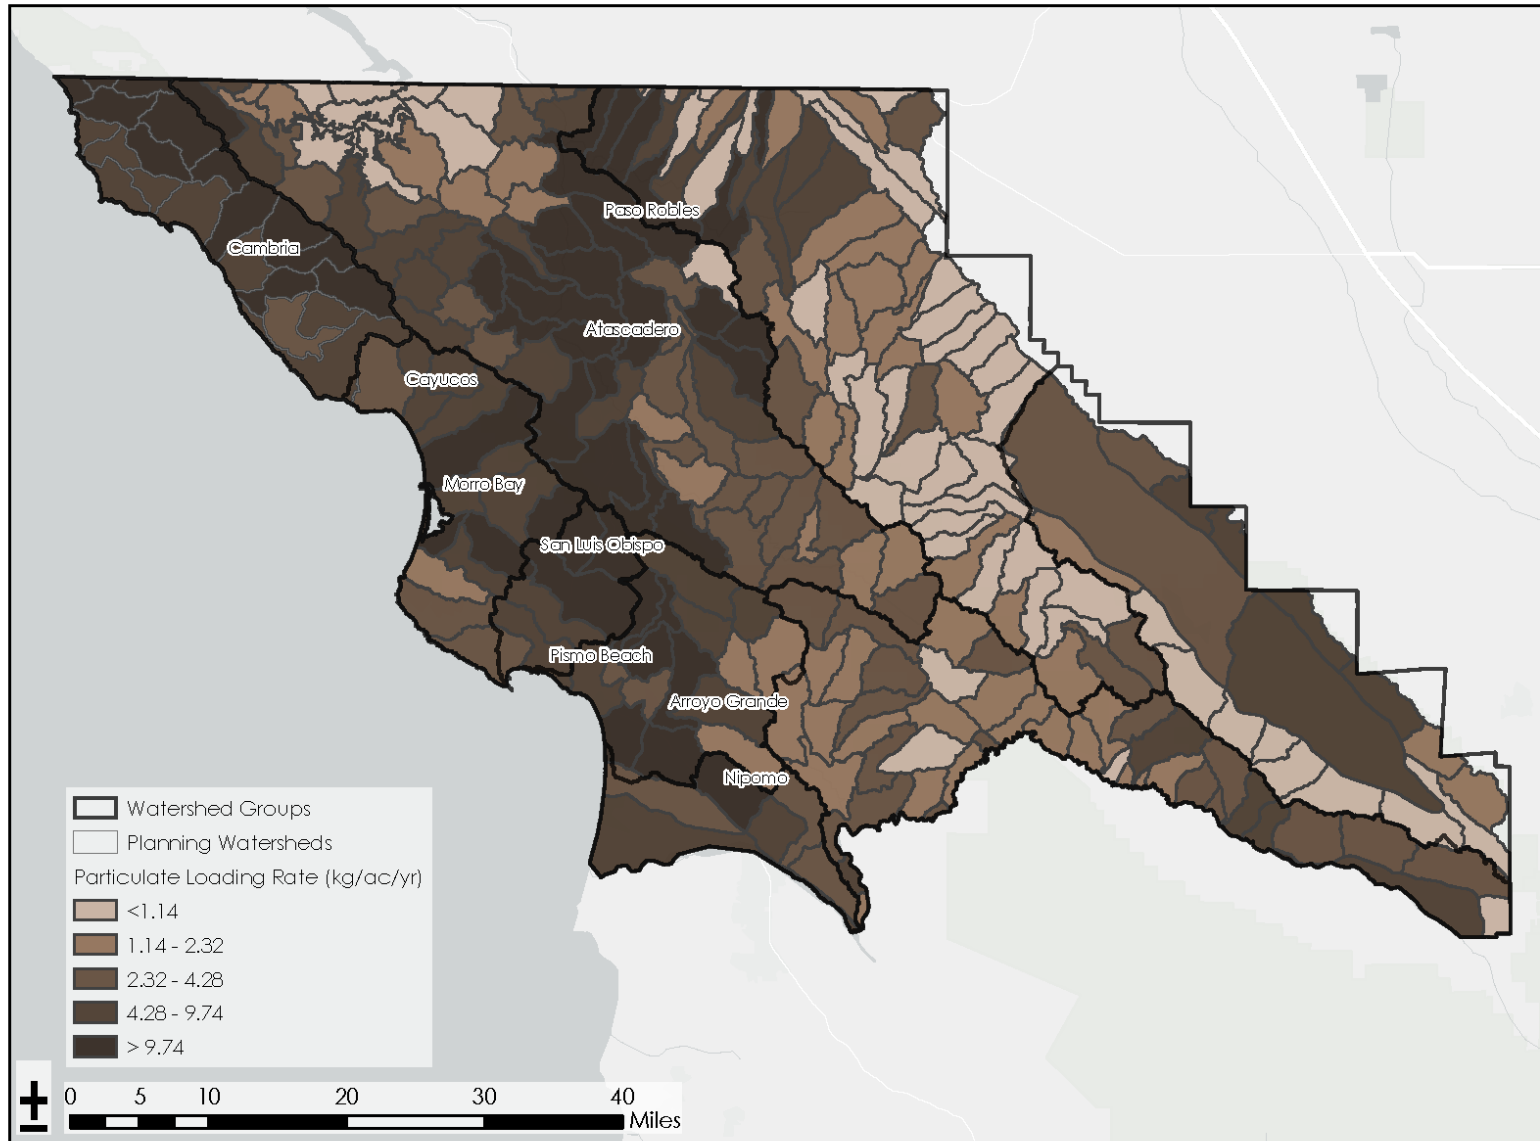 Paso Robles
Cambria
Atascadero
Cayucos
Morro Bay
San Luis Obispo
Pismo Beach
Arroyo Grande
Nipomo
Watershed Groups
Planning Watersheds
Particulate Loading Rate (kg/ac/yr)
<1.14
1.14 - 2.32
2.32 - 4.28
4.28 - 9.74
> 9.74
0 5 10 20 30 40
Miles